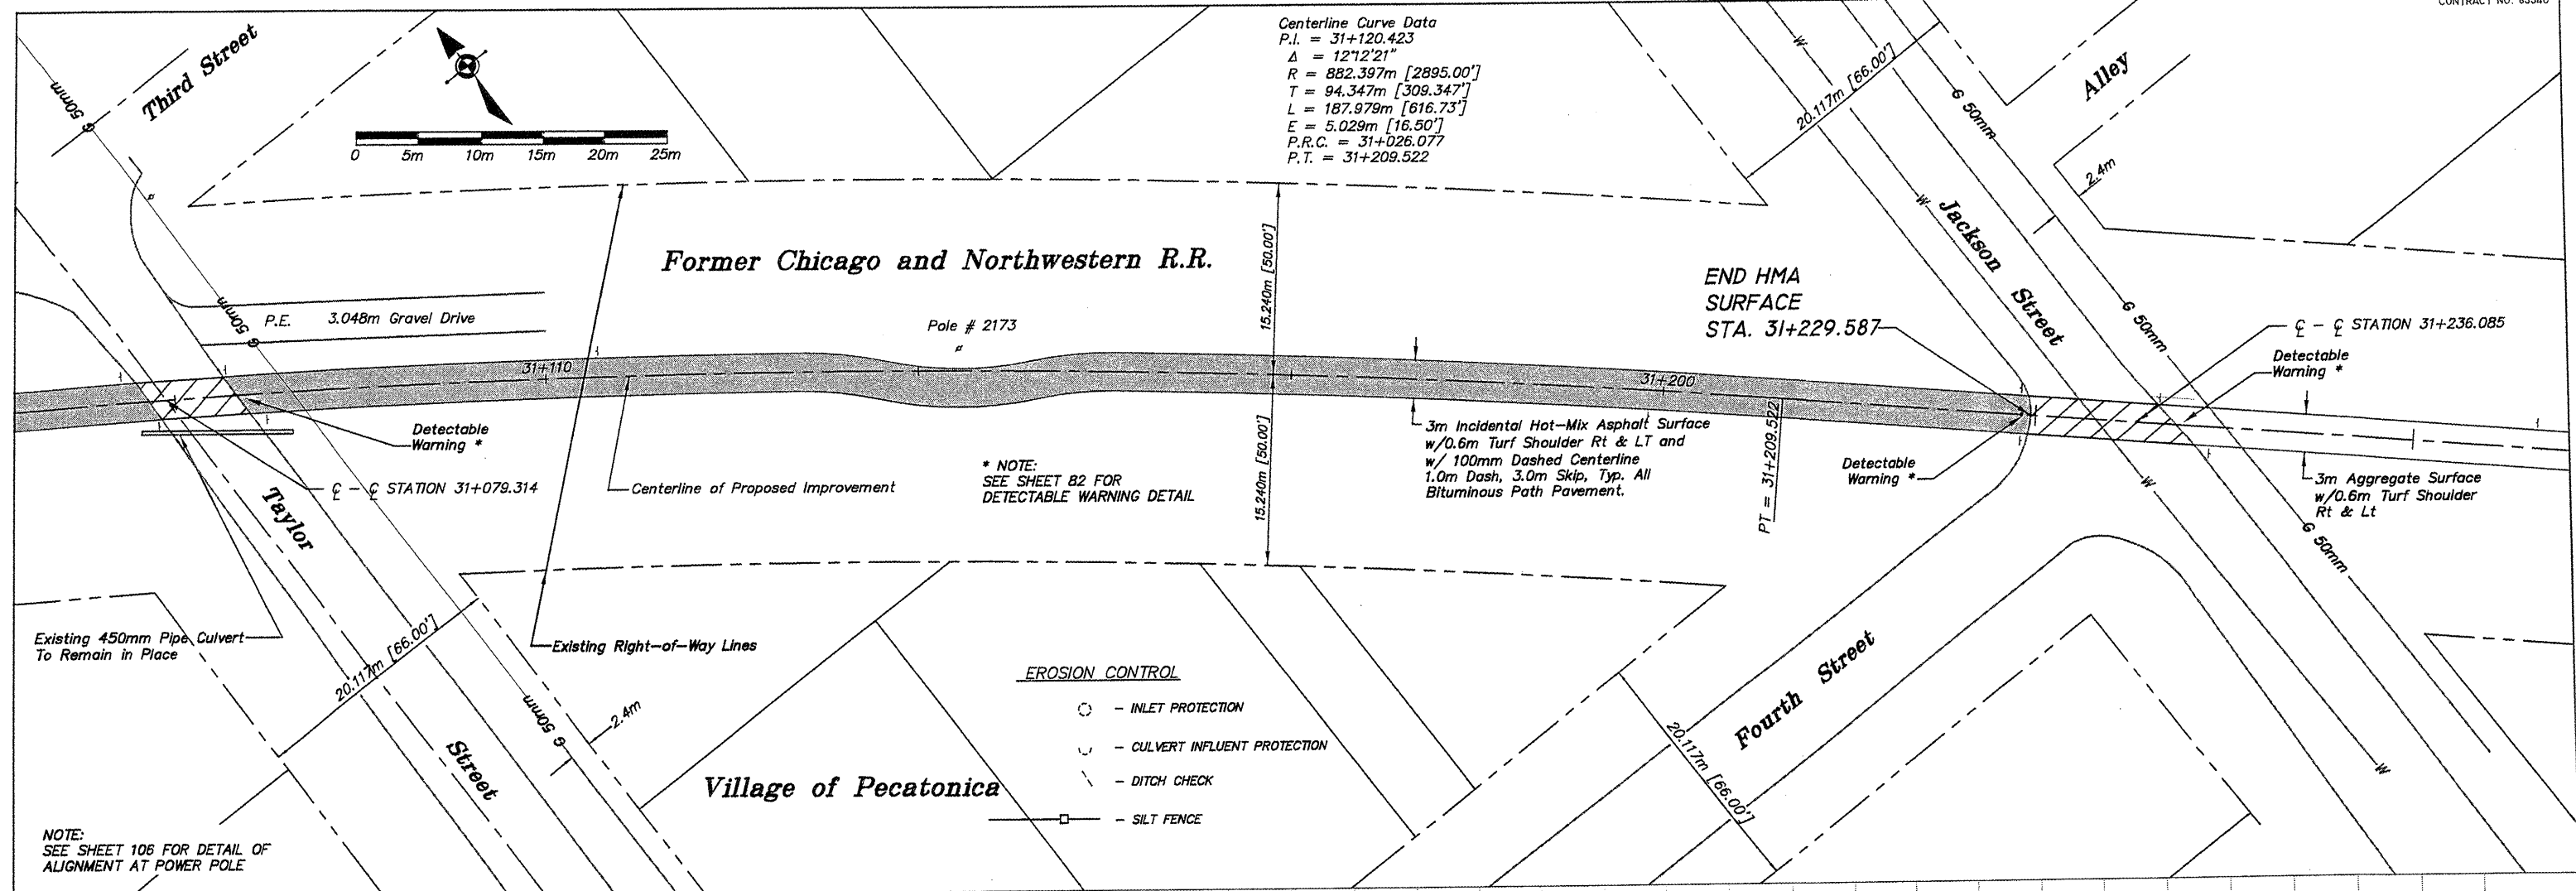 CONTRACT NO. 85540
Third Street
50mm
G
0 5m 10m 15m 20m 25m
Centerline Curve Data
P.I. = 31+120.423
Δ = 12°12'21"
R = 882.397m [2895.00']
T = 94.347m [309.347']
L = 187.979m [616.73']
E = 5.029m [16.50']
P.R.C. = 31+026.077
P.T. = 31+209.522
20.117m [66.00']
W
G 50mm
Alley
2.4m
W
Jackson Street
Former Chicago and Northwestern R.R.
15.240m [50.00']
END HMA
SURFACE
STA. 31+229.587
G 50mm
℄ - ℄ STATION 31+236.085
Detectable
Warning *
50mm
G
P.E. 3.048m Gravel Drive
Pole # 2173
31+110
31+200
Detectable
Warning *
℄ - ℄ STATION 31+079.314
Centerline of Proposed Improvement
* NOTE:
SEE SHEET 82 FOR
DETECTABLE WARNING DETAIL
15.240m [50.00']
3m Incidental Hot-Mix Asphalt Surface
w/0.6m Turf Shoulder Rt & LT and
w/ 100mm Dashed Centerline
1.0m Dash, 3.0m Skip, Typ. All
Bituminous Path Pavement.
PT = 31+209.522
Detectable
Warning *
W
3m Aggregate Surface
w/0.6m Turf Shoulder
Rt & Lt
G 50mm
Taylor Street
Existing 450mm Pipe Culvert
To Remain in Place
20.117m [66.00']
Existing Right-of-Way Lines
G 50mm
2.4m
Village of Pecatonica
EROSION CONTROL
- INLET PROTECTION
- CULVERT INFLUENT PROTECTION
- DITCH CHECK
- SILT FENCE
Fourth Street
20.117m [66.00']
W
NOTE:
SEE SHEET 106 FOR DETAIL OF
ALIGNMENT AT POWER POLE